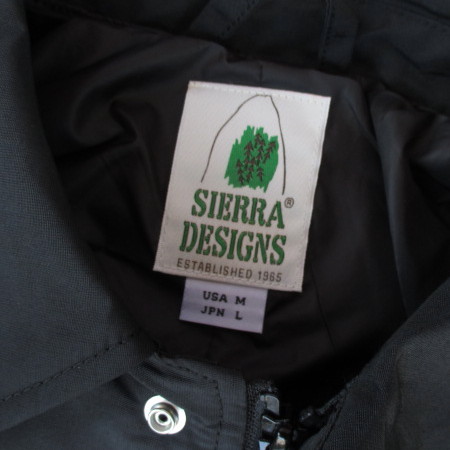 SIERRA®
DESIGNS
ESTABLISHED 1965
USA M
JPN L